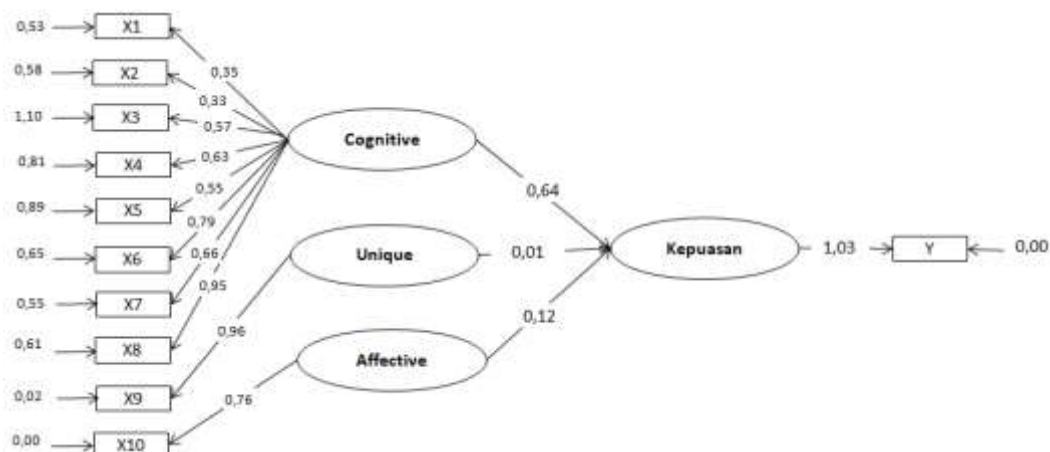 0,53 X1
0,35
0,58 X2
0,33
1,10 X3
0,57
Cognitive
0,81 X4
0,63
0,55
0,64
0,89 X5
0,79
0,65 X6
0,66
Unique
0,01
Kepuasan
1,03
Y
0,00
0,95
0,55 X7
0,12
0,61 X8
0,96
Affective
0,02 X9
0,76
0,00 X10